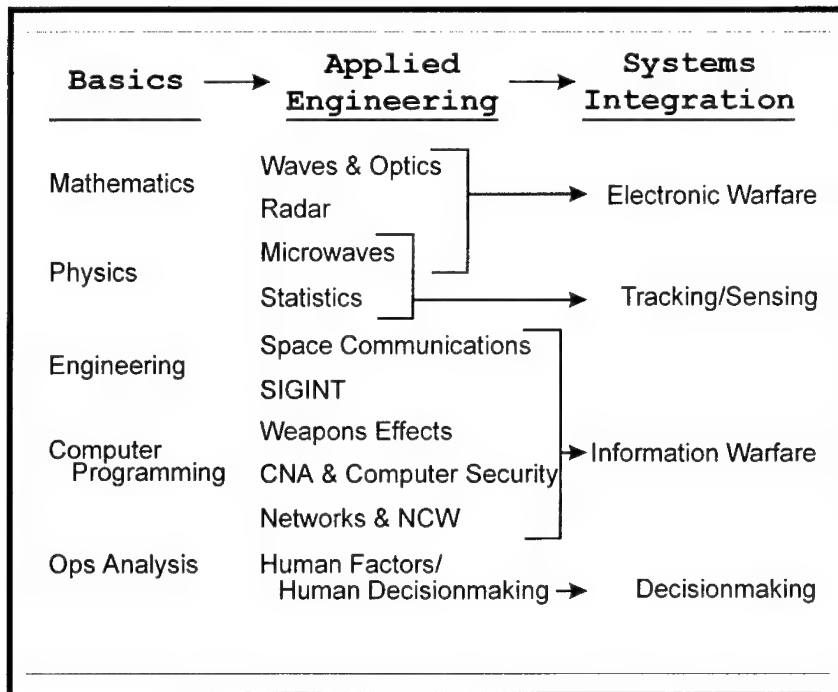 Basics
Applied
Engineering
Systems
Integration
Mathematics
Physics
Engineering
Computer
Programming
Ops Analysis
Waves & Optics
Radar
Microwaves
Statistics
Space Communications
SIGINT
Weapons Effects
CNA & Computer Security
Networks & NCW
Human Factors/
Human Decisionmaking
Electronic Warfare
Tracking/Sensing
Information Warfare
Decisionmaking